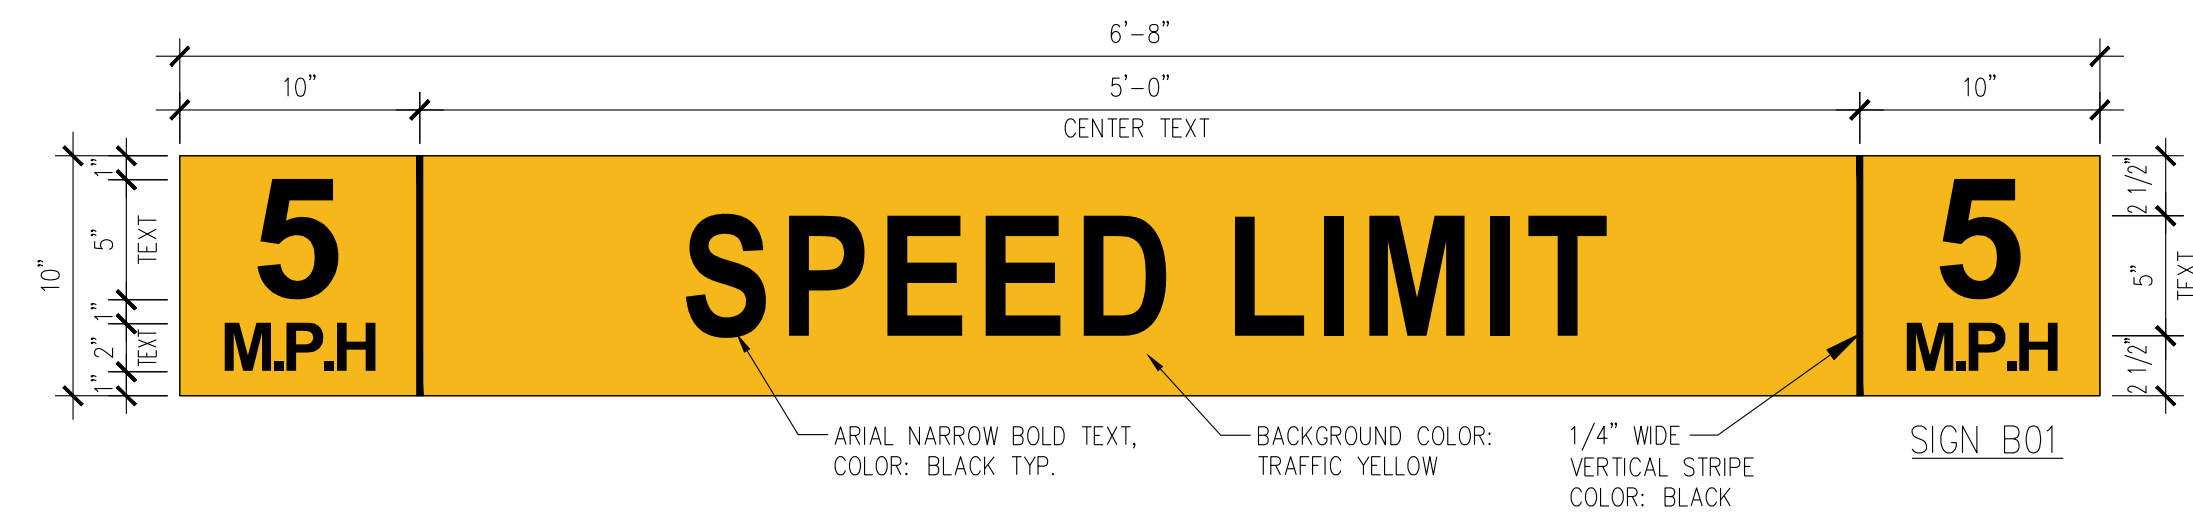 6'-8"
10" 5'-0" 10"
CENTER TEXT
10"
1"
5" TEXT
1"
2" TEXT
1"
5
M.P.H
SPEED LIMIT
5
M.P.H
2 1/2"
5" TEXT
2 1/2"
ARIAL NARROW BOLD TEXT,
COLOR: BLACK TYP.
BACKGROUND COLOR:
TRAFFIC YELLOW
1/4" WIDE
VERTICAL STRIPE
COLOR: BLACK
SIGN B01